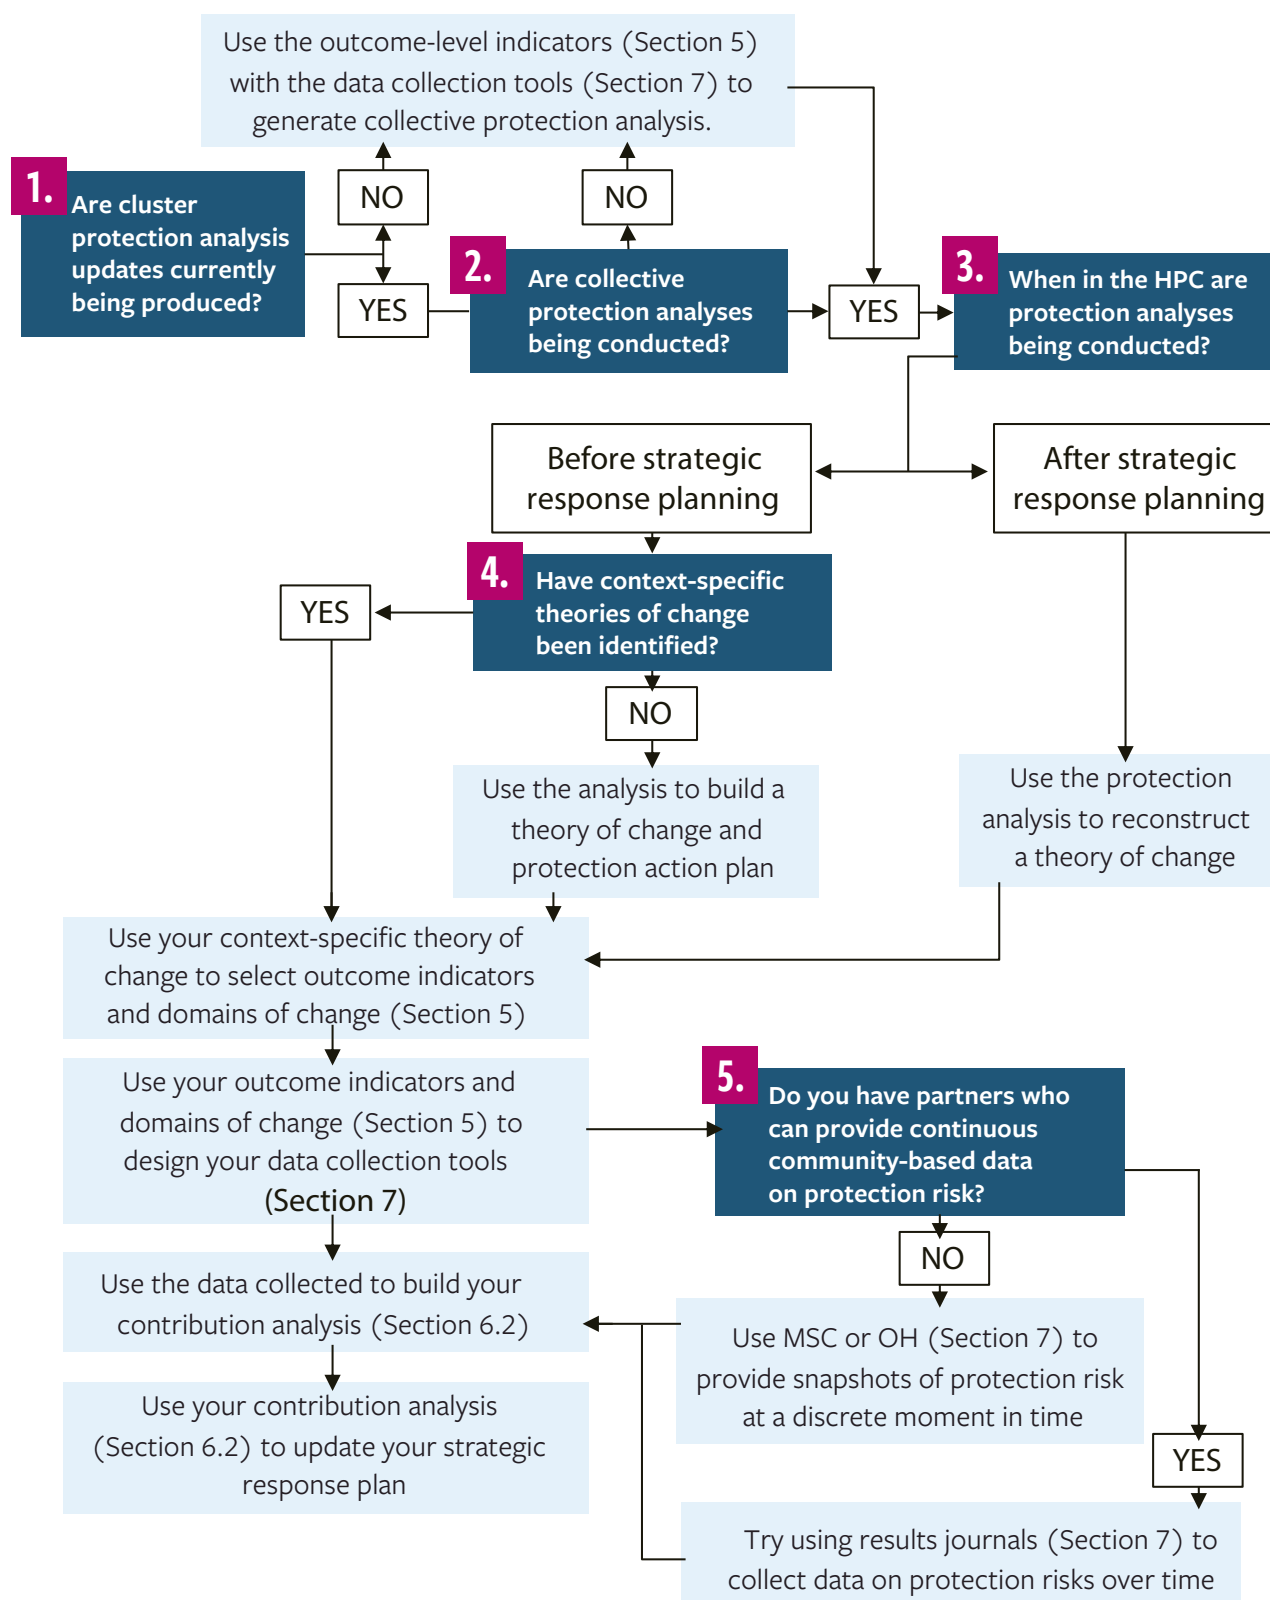 Use the outcome-level indicators (Section 5)
with the data collection tools (Section 7) to
generate collective protection analysis.
1.
Are cluster
protection analysis
updates currently
being produced?
NO
YES
NO
2.
Are collective
protection analyses
being conducted?
YES
3.
When in the HPC are
protection analyses
being conducted?
Before strategic
response planning
After strategic
response planning
4.
Have context-specific
theories of change
been identified?
YES
NO
Use the analysis to build a
theory of change and
protection action plan
Use the protection
analysis to reconstruct
a theory of change
Use your context-specific theory of
change to select outcome indicators
and domains of change (Section 5)
Use your outcome indicators and
domains of change (Section 5) to
design your data collection tools
(Section 7)
5.
Do you have partners who
can provide continuous
community-based data
on protection risk?
NO
Use the data collected to build your
contribution analysis (Section 6.2)
Use MSC or OH (Section 7) to
provide snapshots of protection risk
at a discrete moment in time
Use your contribution analysis
(Section 6.2) to update your strategic
response plan
YES
Try using results journals (Section 7) to
collect data on protection risks over time